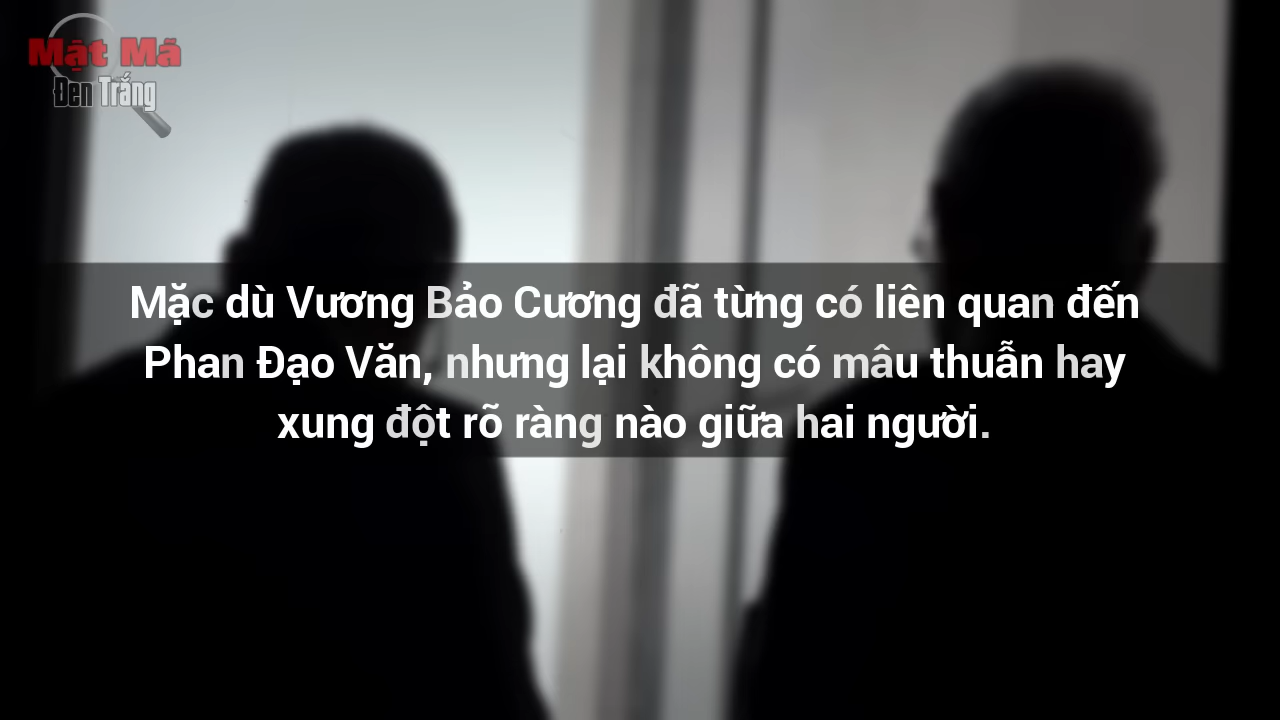 Mật Mã
Đen Trắng
Mặc dù Vương Bảo Cương đã từng có liên quan đến
Phan Đạo Văn, nhưng lại không có mâu thuẫn hay
xung đột rõ ràng nào giữa hai người.